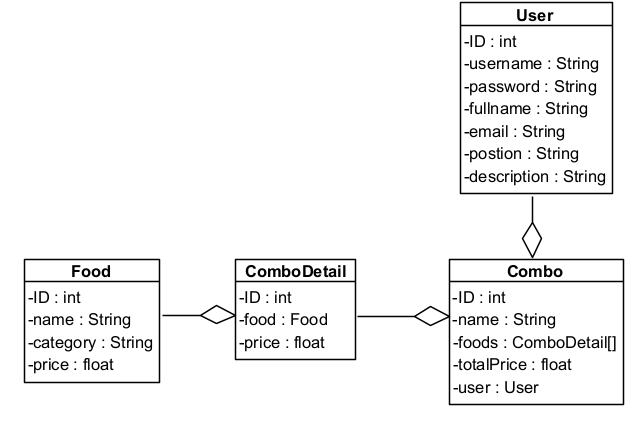 User
-ID : int
-username : String
-password : String
-fullname : String
-email : String
-postion : String
-description : String
Food
-ID : int
-name : String
-category : String
-price : float
ComboDetail
-ID : int
-food : Food
-price : float
Combo
-ID : int
-name : String
-foods : ComboDetail[]
-totalPrice : float
-user : User